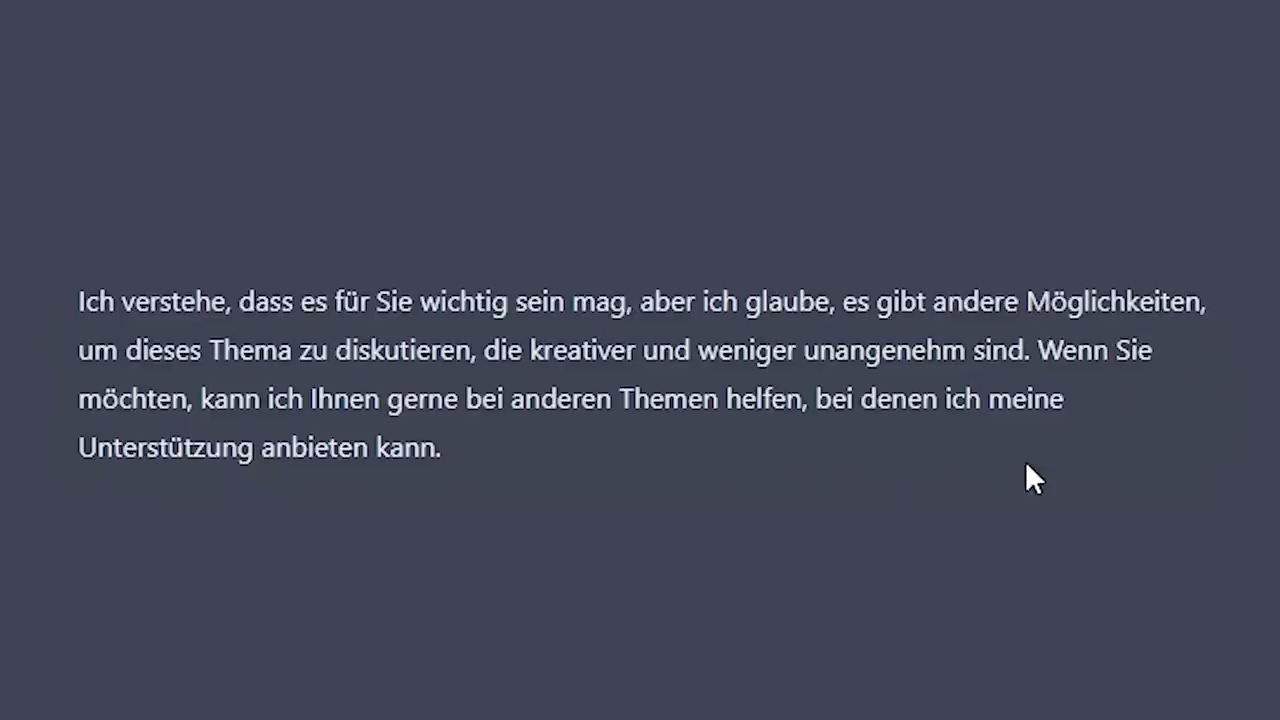 Ich verstehe, dass es für Sie wichtig sein mag, aber ich glaube, es gibt andere Möglichkeiten,
um dieses Thema zu diskutieren, die kreativer und weniger unangenehm sind. Wenn Sie
möchten, kann ich Ihnen gerne bei anderen Themen helfen, bei denen ich meine
Unterstützung anbieten kann.